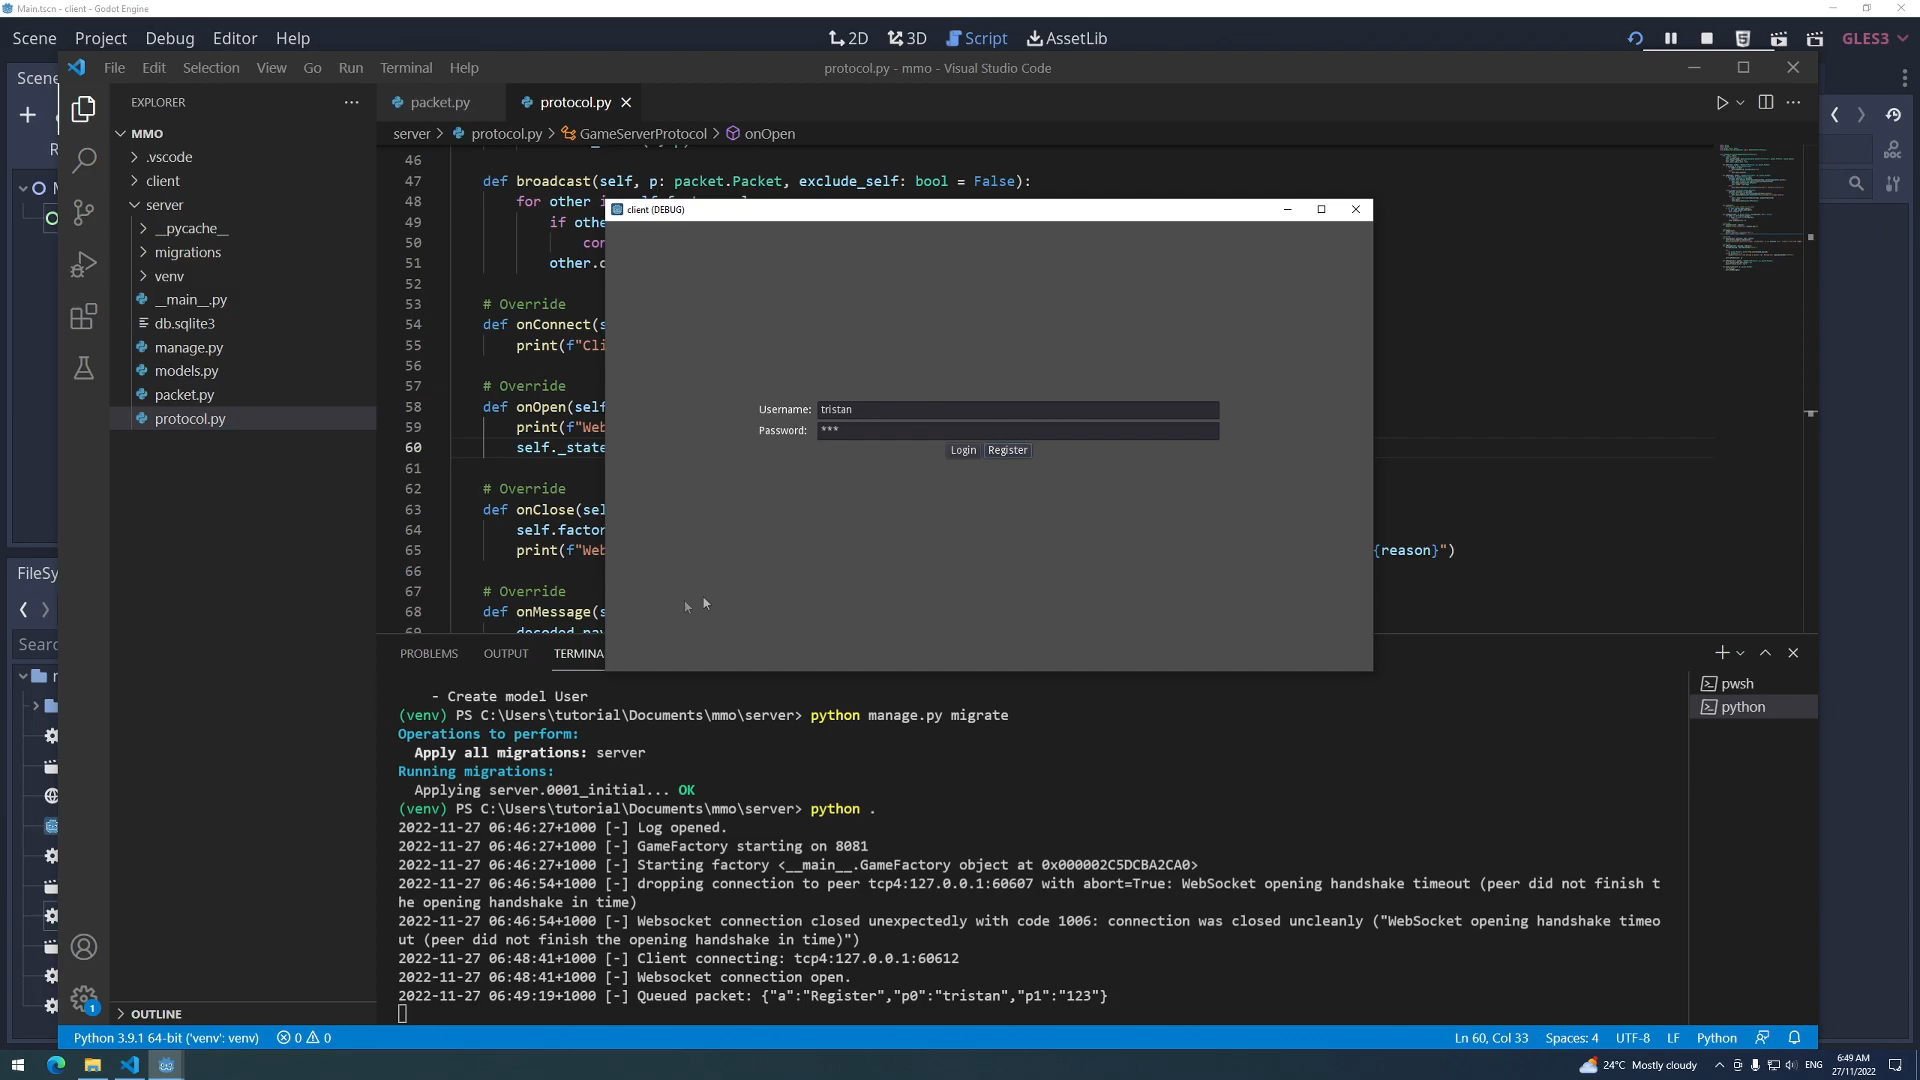 Main.tscn - client - Godot Engine
Scene Project Debug Editor Help
2D 3D Script AssetLib
GLES3
File Edit Selection View Go Run Terminal Help
protocol.py - mmo - Visual Studio Code
Scene
EXPLORER
packet.py protocol.py
MMO
server > protocol.py > GameServerProtocol > onOpen
.vscode
client
server
__pycache__
migrations
venv
__main__.py
db.sqlite3
manage.py
models.py
packet.py
protocol.py
OUTLINE
46
47 def broadcast(self, p: packet.Packet, exclude_self: bool = False):
48 for other i
49 if othe
50 con
51 other.c
52
53 # Override
54 def onConnect(s
55 print(f"Cli
56
57 # Override
58 def onOpen(self
59 print(f"Web
60 self._state
61
62 # Override
63 def onClose(sel
64 self.factor
65 print(f"Web {reason}")
66
67 # Override
68 def onMessage(s
69 decoded_pay
client (DEBUG)
Username: tristan
Password: ***
Login Register
DOC
FileSy
Searc
PROBLEMS OUTPUT TERMINA
pwsh
python
- Create model User
(venv) PS C:\Users\tutorial\Documents\mmo\server> python manage.py migrate
Operations to perform:
Apply all migrations: server
Running migrations:
Applying server.0001_initial... OK
(venv) PS C:\Users\tutorial\Documents\mmo\server> python .
2022-11-27 06:46:27+1000 [-] Log opened.
2022-11-27 06:46:27+1000 [-] GameFactory starting on 8081
2022-11-27 06:46:27+1000 [-] Starting factory <__main__.GameFactory object at 0x000002C5DCBA2CA0>
2022-11-27 06:46:54+1000 [-] dropping connection to peer tcp4:127.0.0.1:60607 with abort=True: WebSocket opening handshake timeout (peer did not finish t
he opening handshake in time)
2022-11-27 06:46:54+1000 [-] Websocket connection closed unexpectedly with code 1006: connection was closed uncleanly ("WebSocket opening handshake timeo
ut (peer did not finish the opening handshake in time)")
2022-11-27 06:48:41+1000 [-] Client connecting: tcp4:127.0.0.1:60612
2022-11-27 06:48:41+1000 [-] Websocket connection open.
2022-11-27 06:49:19+1000 [-] Queued packet: {"a":"Register","p0":"tristan","p1":"123"}
1
Python 3.9.1 64-bit ('venv': venv) 0 0
Ln 60, Col 33 Spaces: 4 UTF-8 LF Python
24°C Mostly cloudy
ENG
6:49 AM
27/11/2022